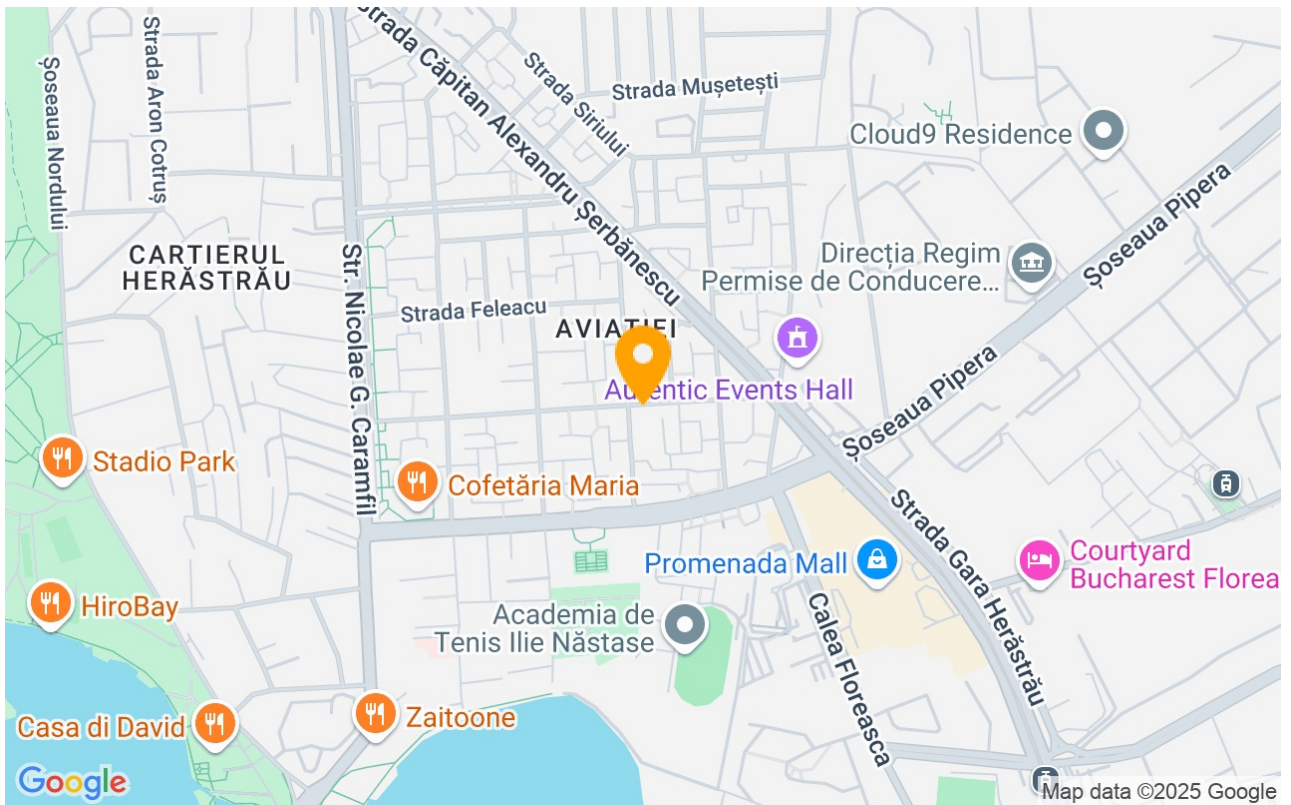 Strada Căpitan Alexandru Șerbănescu
Strada Aron Cotruș
Șoseaua Nordului
Strada Siriului
Strada Mușetești
Cloud9 Residence
Șoseaua Pipera
CARTIERUL
HERĂSTRĂU
Str. Nicolae G. Caramfil
Direcția Regim
Permise de Conducere...
Strada Feleacu
AVIAȚIEI
Autentic Events Hall
Șoseaua Pipera
Stadio Park
Cofetăria Maria
Strada Gara Herăstrău
Promenada Mall
Courtyard
Bucharest Florea
HiroBay
Academia de
Tenis Ilie Năstase
Calea Floreasca
Casa di David
Zaitoone
Google
Map data ©2025 Google